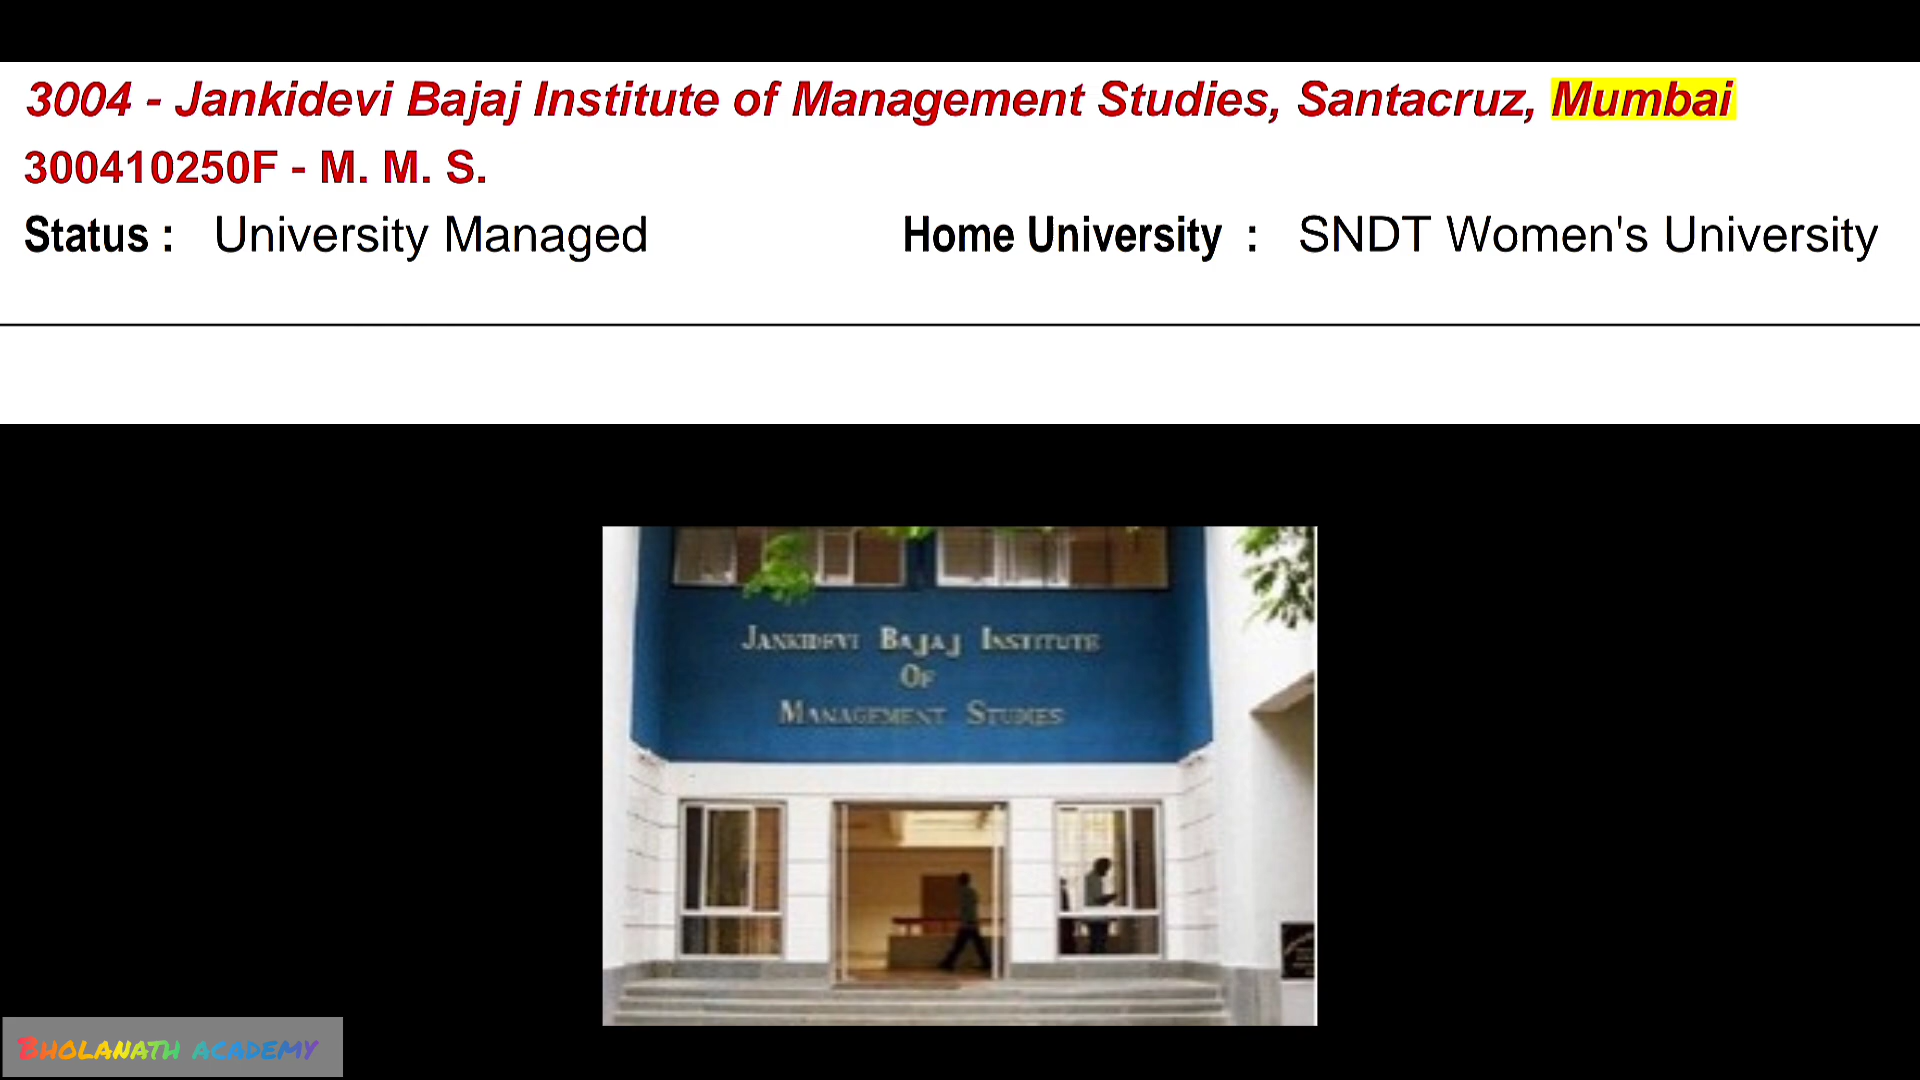 3004 - Jankidevi Bajaj Institute of Management Studies, Santacruz, Mumbai
300410250F - M. M. S.
Status : University Managed Home University : SNDT Women's University
JANKIDEVI BAJAJ INSTITUTE
OF
MANAGEMENT STUDIES
BHOLANATH ACADEMY